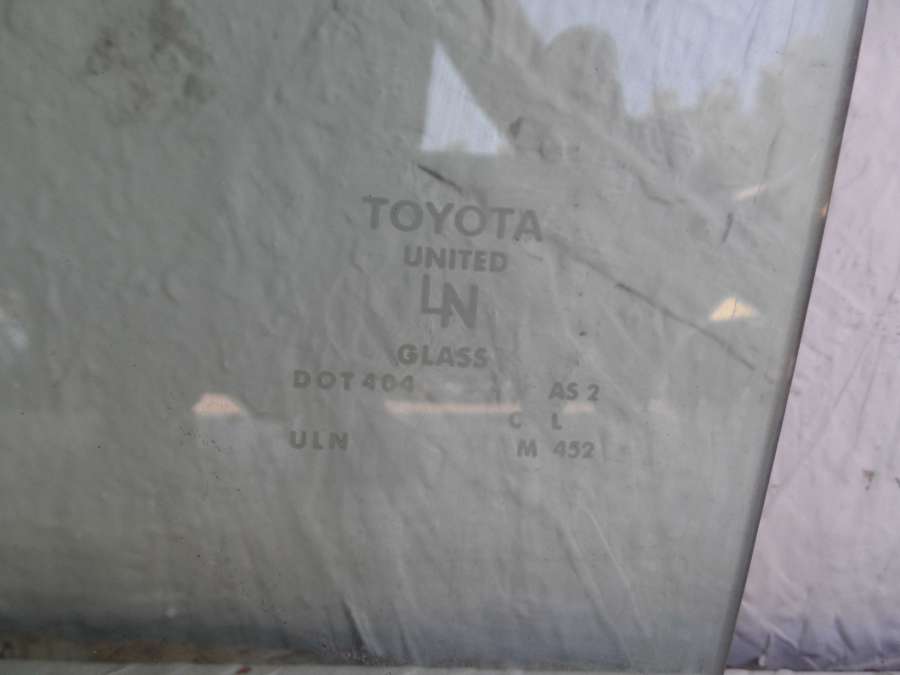 TOYOTA
UNITED
LN
GLASS
DOT 404 AS 2
C L
ULN M 452